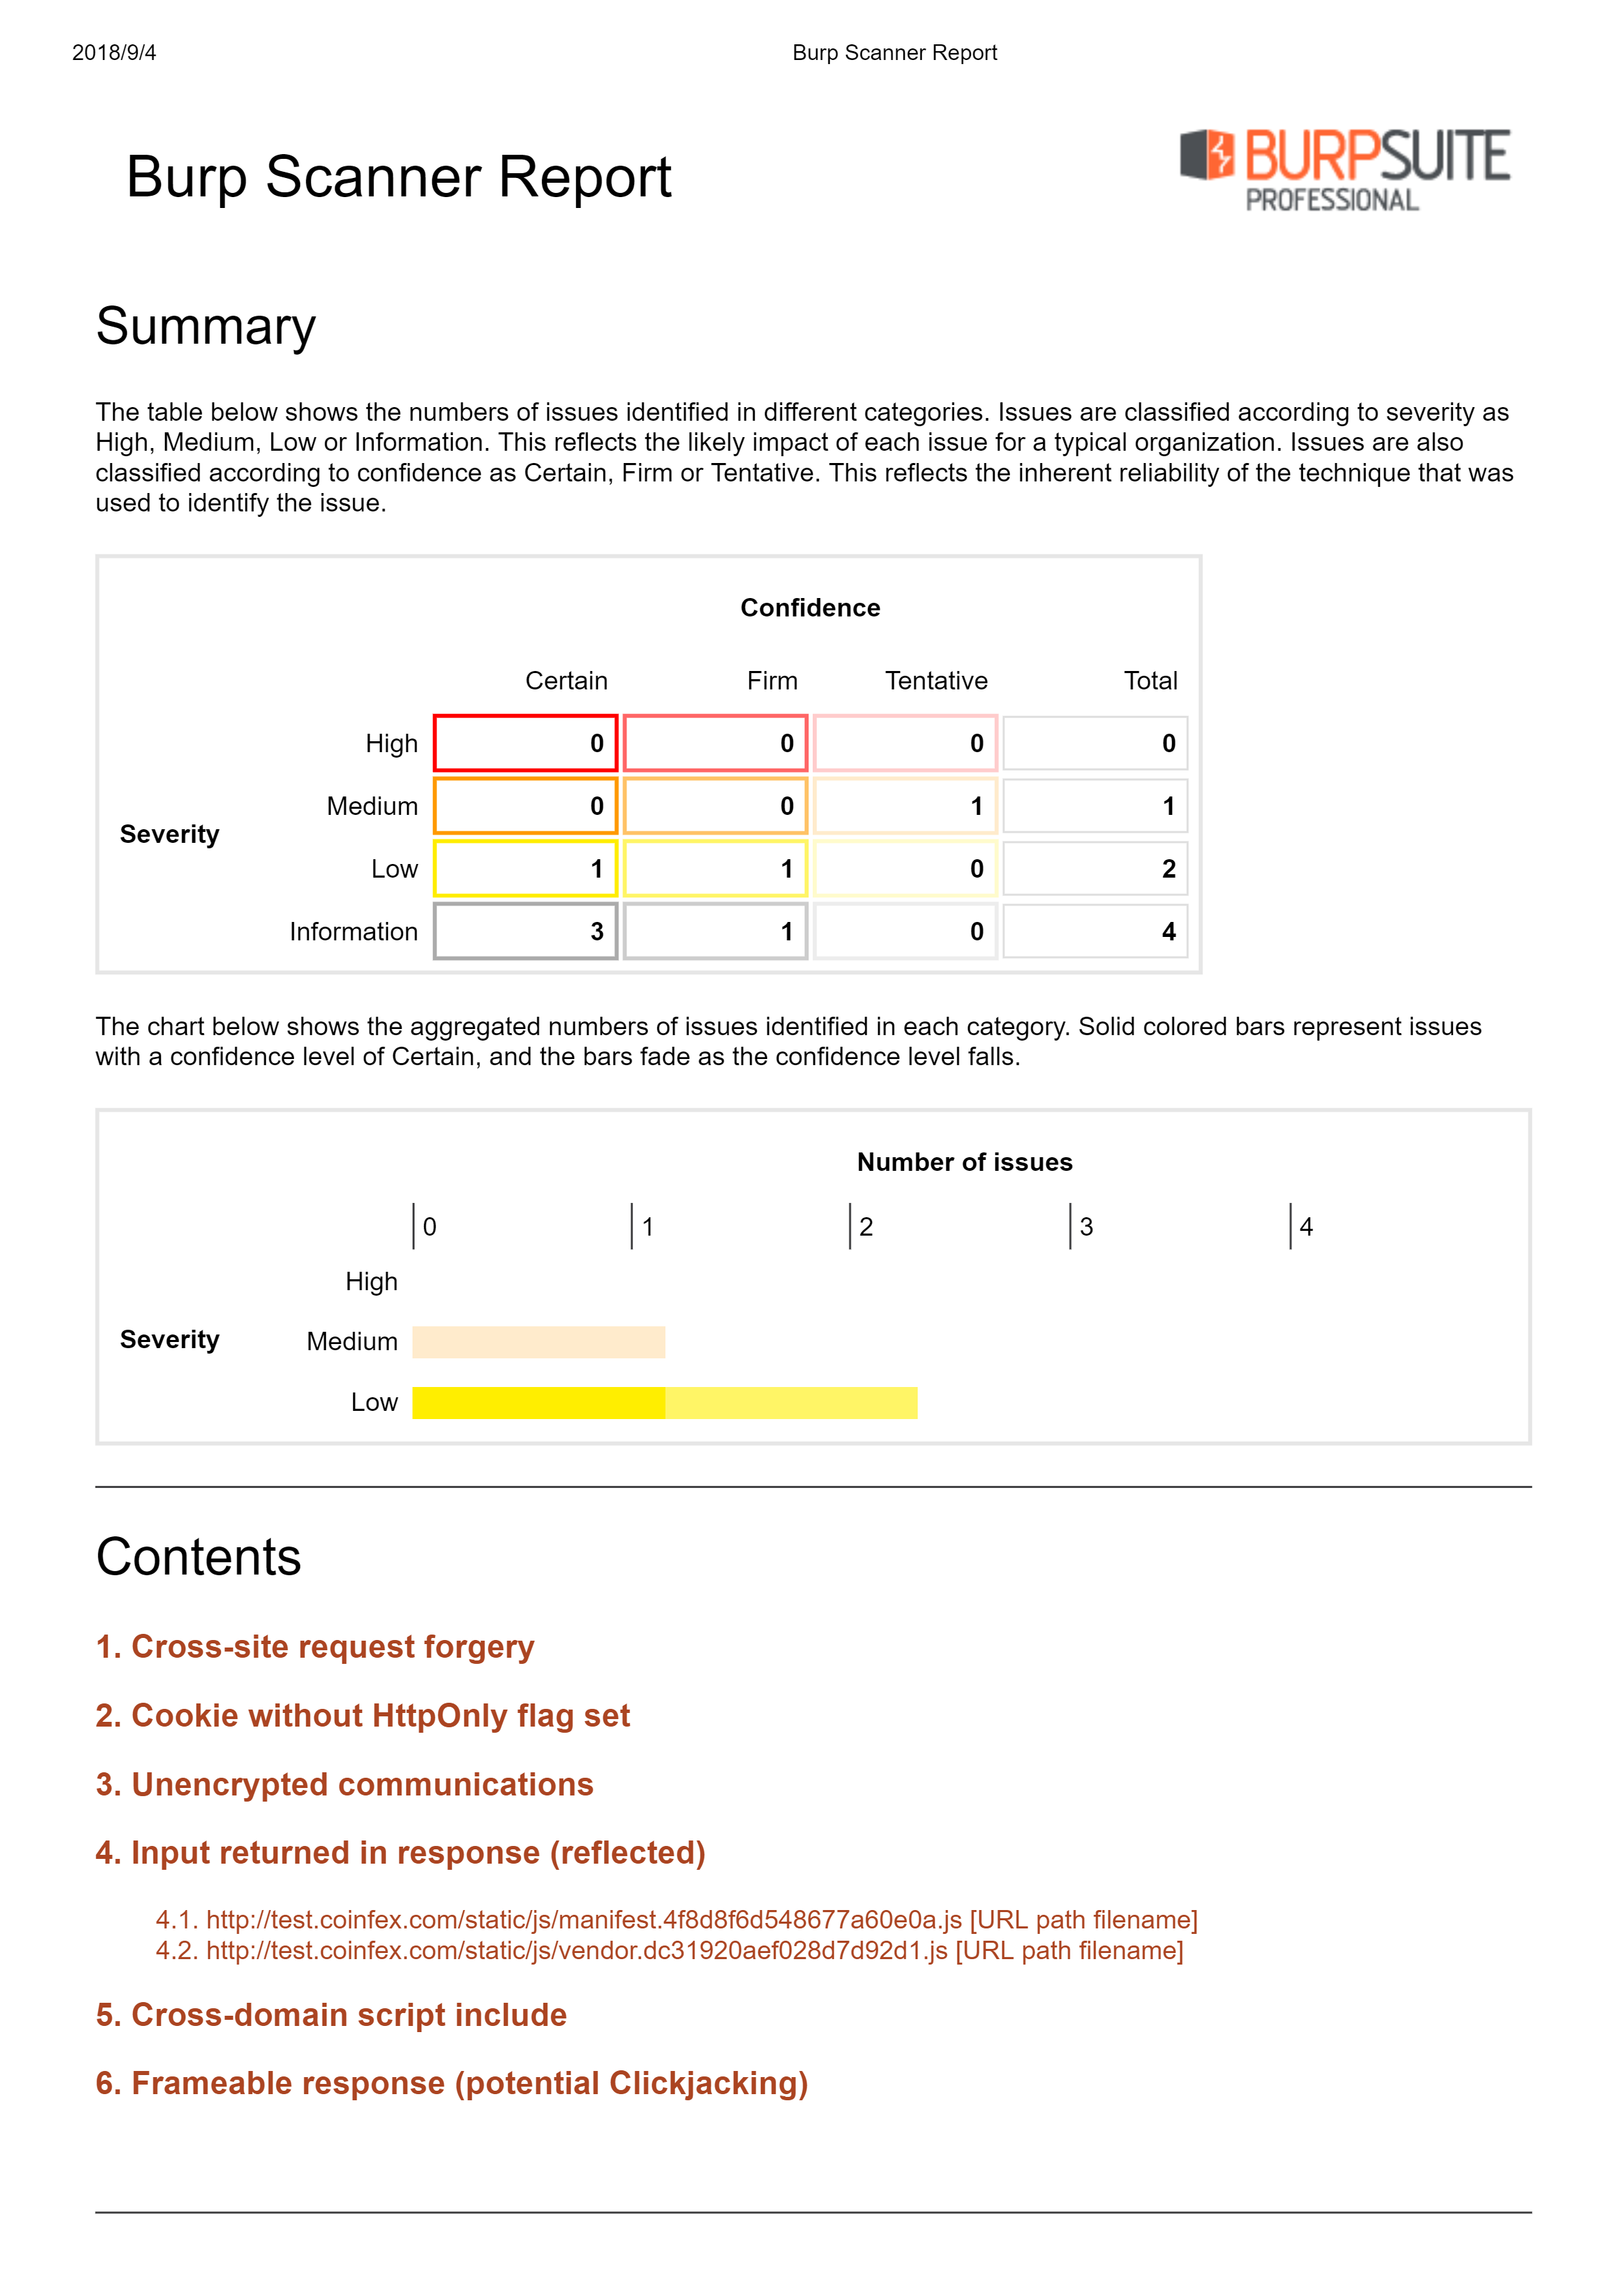 2018/9/4 Burp Scanner Report
Burp Scanner Report
BURPSUITE
PROFESSIONAL
Summary
The table below shows the numbers of issues identified in different categories. Issues are classified according to severity as
High, Medium, Low or Information. This reflects the likely impact of each issue for a typical organization. Issues are also
classified according to confidence as Certain, Firm or Tentative. This reflects the inherent reliability of the technique that was
used to identify the issue.
Confidence
Certain Firm Tentative Total
High 0 0 0 0
Medium 0 0 1 1
Severity
Low 1 1 0 2
Information 3 1 0 4
The chart below shows the aggregated numbers of issues identified in each category. Solid colored bars represent issues
with a confidence level of Certain, and the bars fade as the confidence level falls.
Number of issues
0 1 2 3 4
High
Severity Medium
Low
Contents
1. Cross-site request forgery
2. Cookie without HttpOnly flag set
3. Unencrypted communications
4. Input returned in response (reflected)
4.1. http://test.coinfex.com/static/js/manifest.4f8d8f6d548677a60e0a.js [URL path filename]
4.2. http://test.coinfex.com/static/js/vendor.dc31920aef028d7d92d1.js [URL path filename]
5. Cross-domain script include
6. Frameable response (potential Clickjacking)